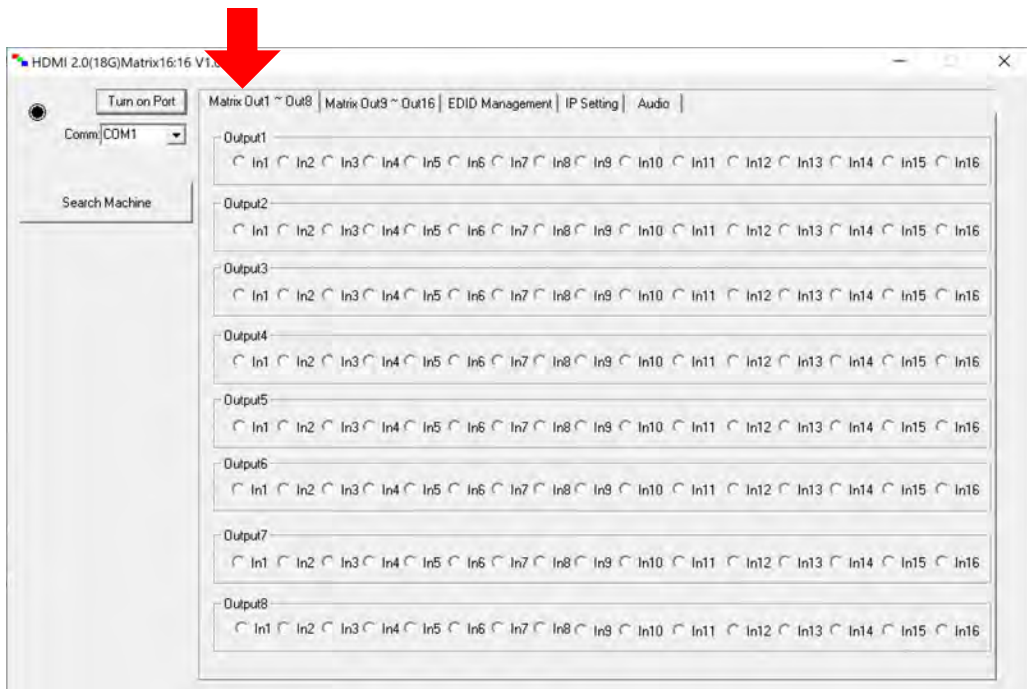 HDMI 2.0(18G)Matrix16:16
Turn on Port
Comm: COM1
Search Machine
Matrix Out1 ~ Out8 Matrix Out9 ~ Out16 EDID Management IP Setting Audio
Output1
In1 In2 In3 In4 In5 In6 In7 In8 In9 In10 In11 In12 In13 In14 In15 In16
Output2
In1 In2 In3 In4 In5 In6 In7 In8 In9 In10 In11 In12 In13 In14 In15 In16
Output3
In1 In2 In3 In4 In5 In6 In7 In8 In9 In10 In11 In12 In13 In14 In15 In16
Output4
In1 In2 In3 In4 In5 In6 In7 In8 In9 In10 In11 In12 In13 In14 In15 In16
Output5
In1 In2 In3 In4 In5 In6 In7 In8 In9 In10 In11 In12 In13 In14 In15 In16
Output6
In1 In2 In3 In4 In5 In6 In7 In8 In9 In10 In11 In12 In13 In14 In15 In16
Output7
In1 In2 In3 In4 In5 In6 In7 In8 In9 In10 In11 In12 In13 In14 In15 In16
Output8
In1 In2 In3 In4 In5 In6 In7 In8 In9 In10 In11 In12 In13 In14 In15 In16